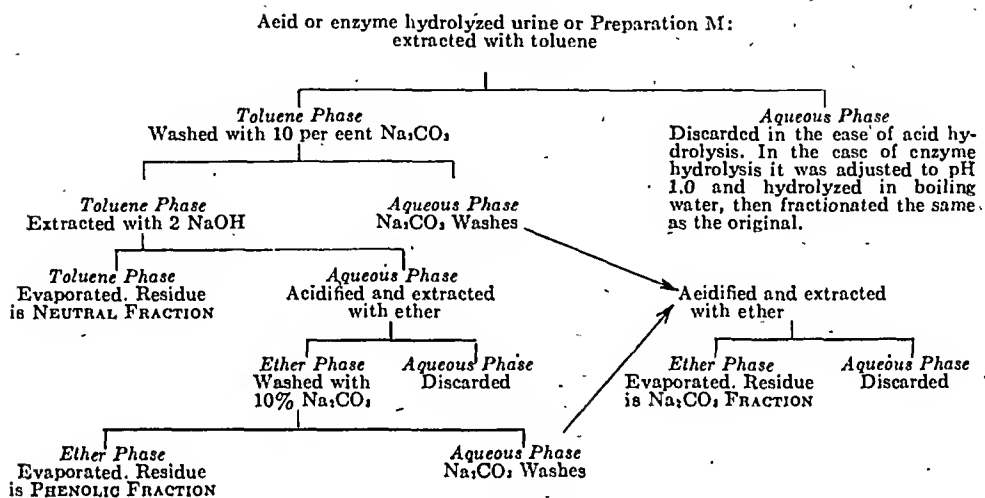 Aeid or enzyme hydrolyzed urine or Preparation M:
extracted with toluene
Toluene Phase
Washed with 10 per eent Na₂CO₃
Aqueous Phase
Discarded in the ease of acid hy-
drolysis. In the case of enzyme
hydrolysis it was adjusted to pH
1.0 and hydrolyzed in boiling
water, then fractionated the same
as the original.
Toluene Phase
Extracted with 2 NaOH
Aqueous Phase
Na₂CO₃ Washes
Toluene Phase
Evaporated. Residue
is NEUTRAL FRACTION
Aqueous Phase
Acidified and extracted
with ether
Aeidified and extracted
with ether
Ether Phase
Washed with
10% Na₂CO₃
Aqueous Phase
Discarded
Ether Phase
Evaporated. Residue
is Na₂CO₃ FRACTION
Aqueous Phase
Discarded
Ether Phase
Evaporated. Residue
is PHENOLIC FRACTION
Aqueous Phase
Na₂CO₃ Washes